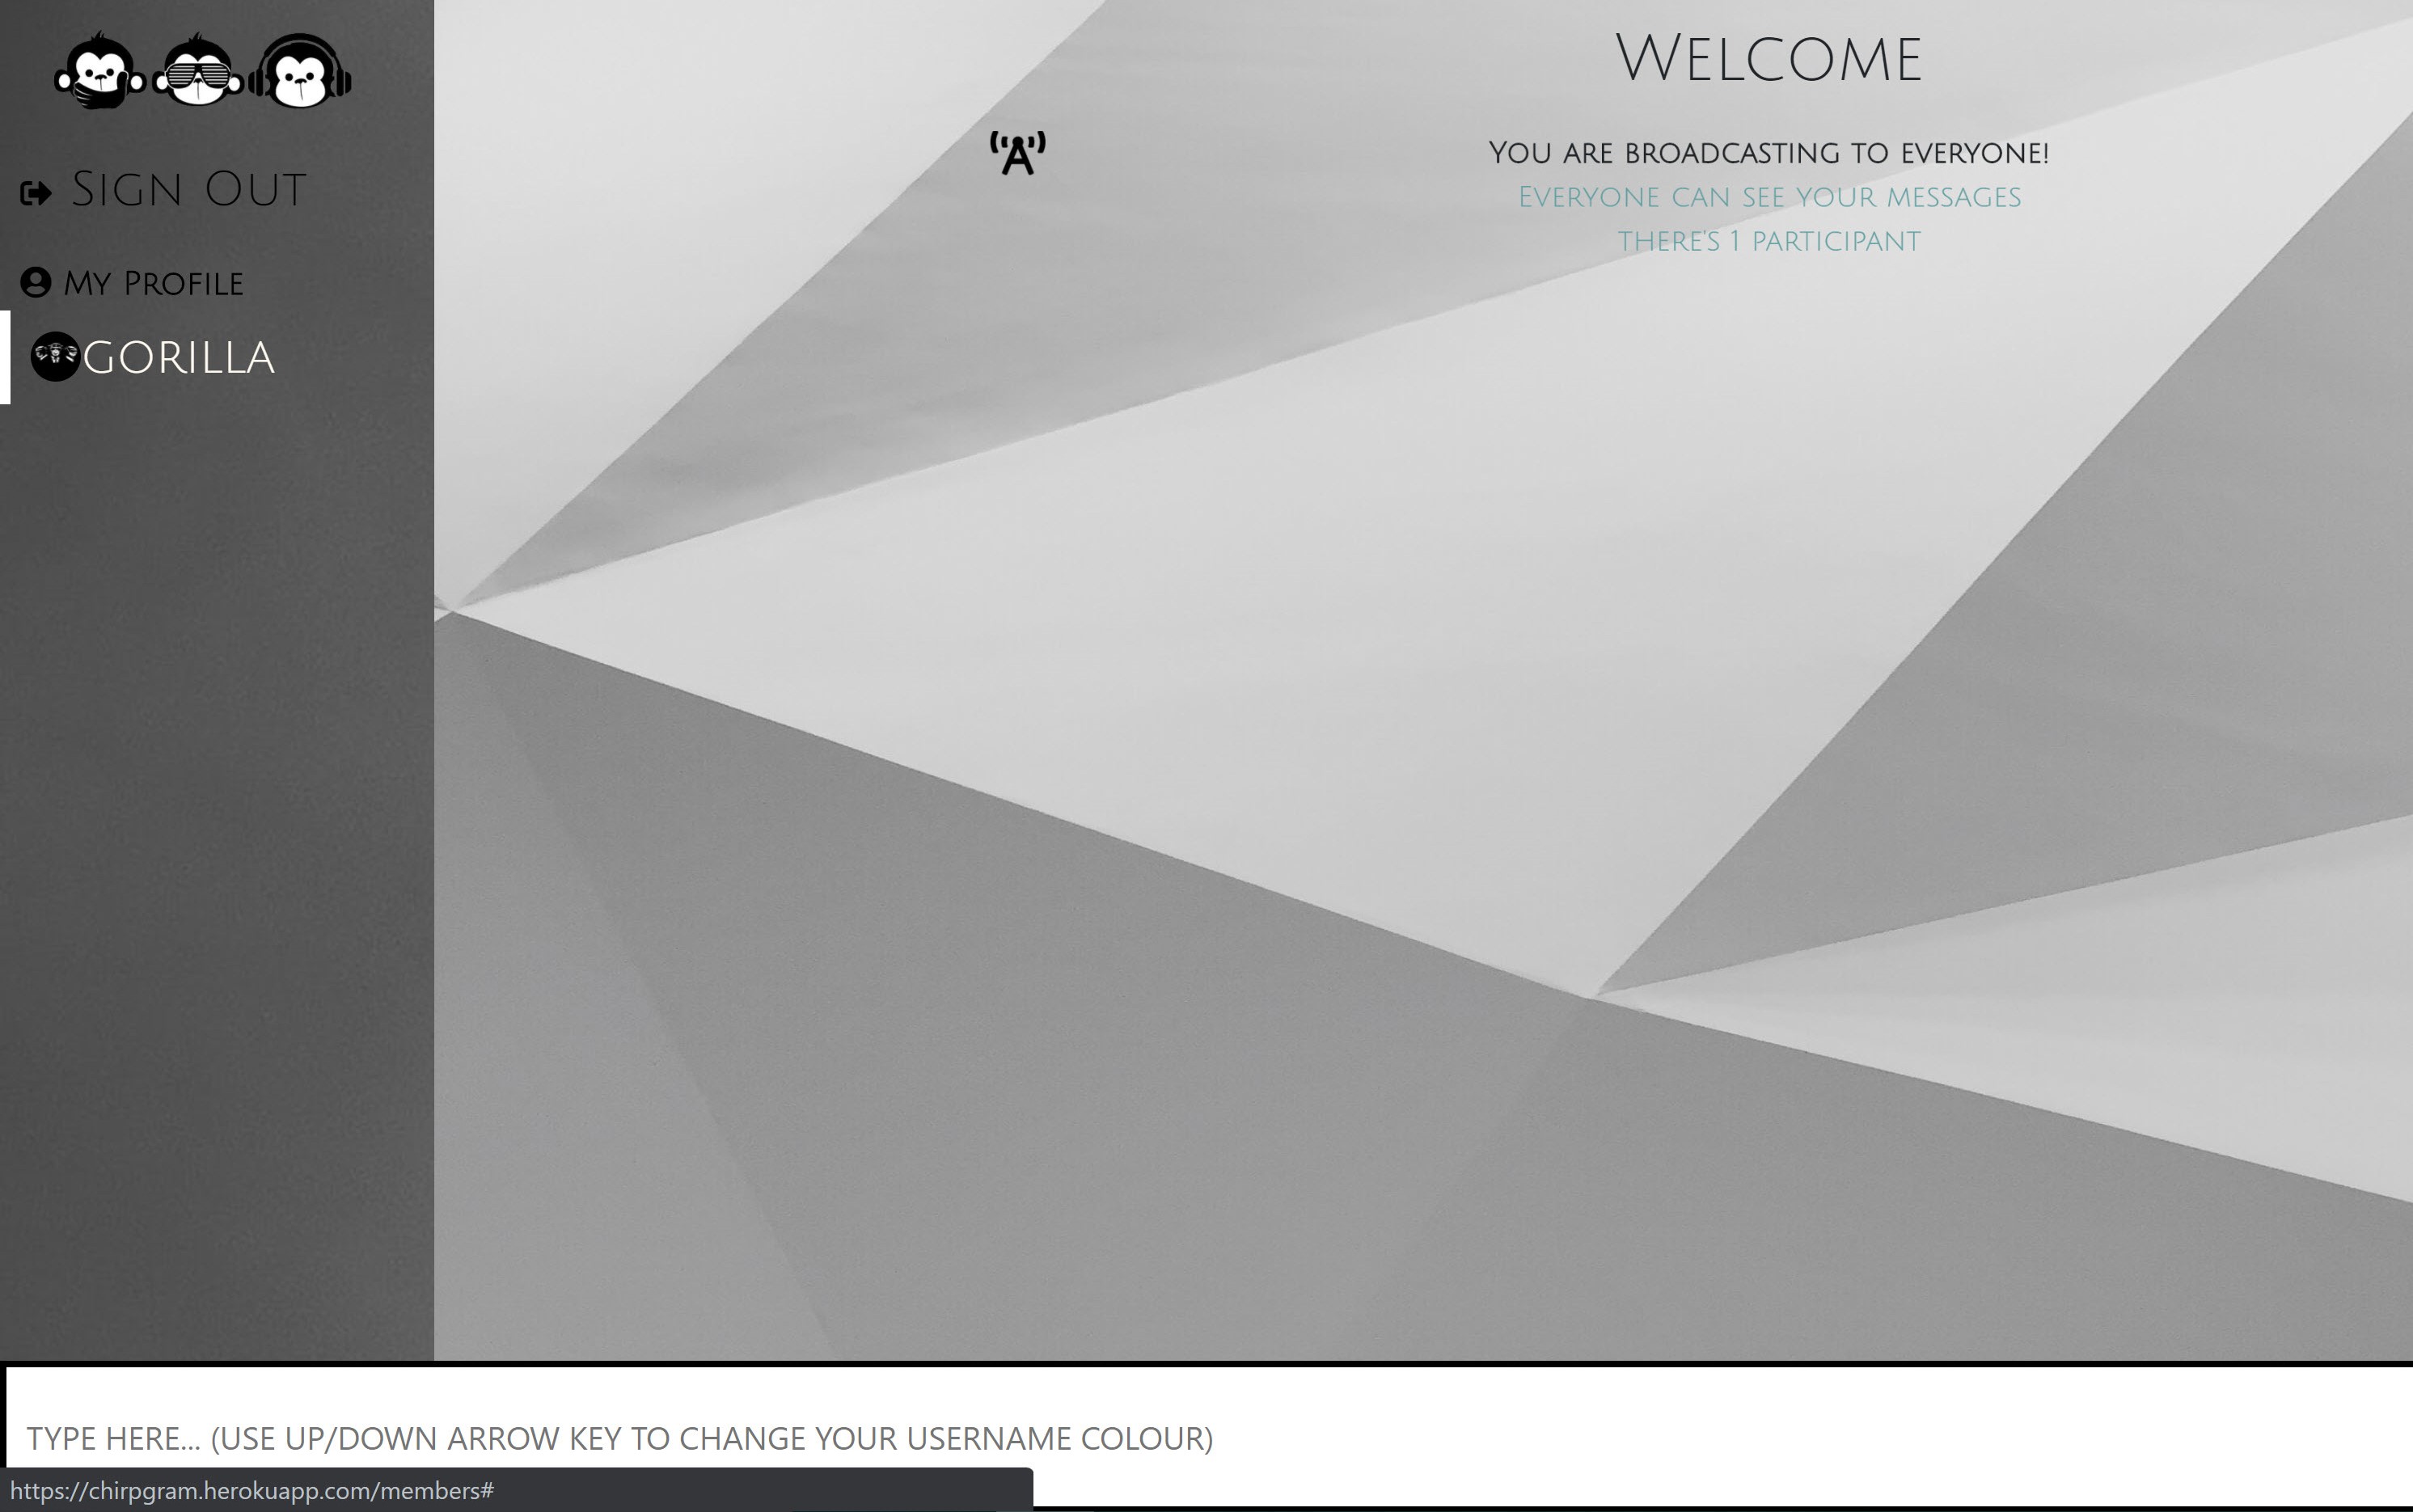 Sign Out
My Profile
GORILLA
Welcome
You are broadcasting to everyone!
Everyone can see your messages
there's 1 participant
TYPE HERE... (USE UP/DOWN ARROW KEY TO CHANGE YOUR USERNAME COLOUR)
https://chirpgram.herokuapp.com/members#